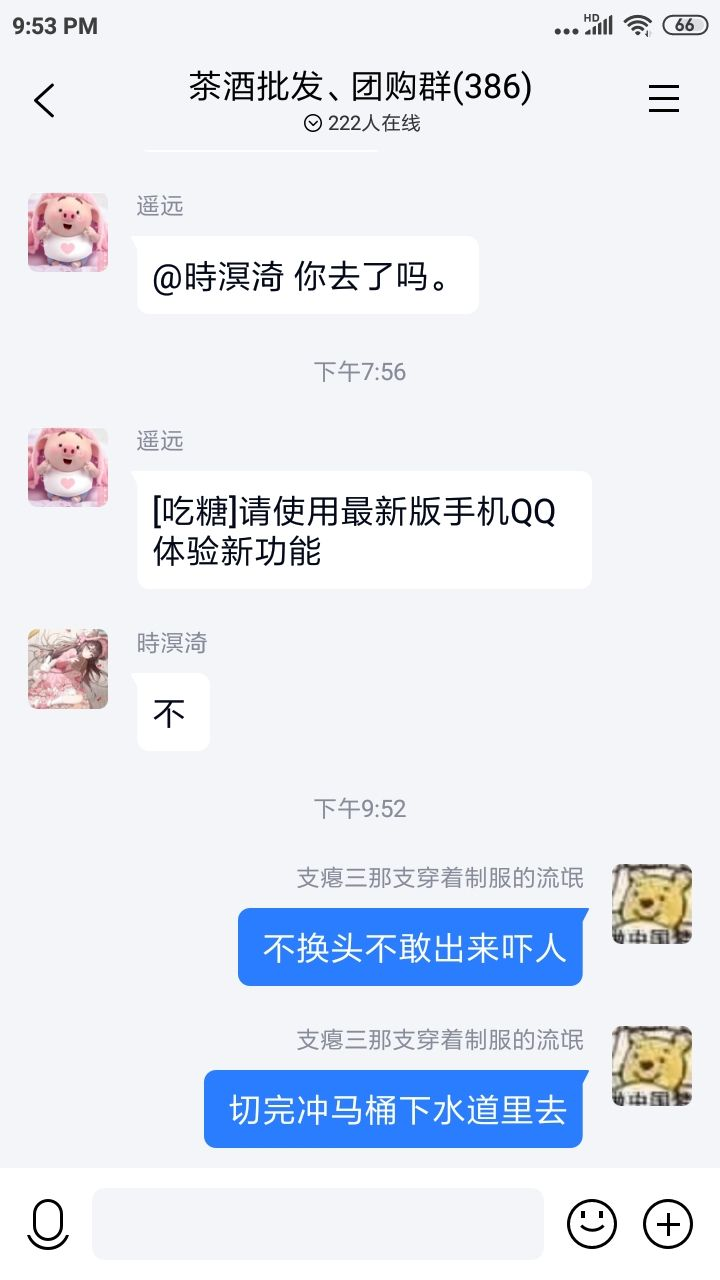 9:53 PM
HD
66
茶酒批发、团购群(386)
222人在线
遥远
@時溟渏 你去了吗。
下午7:56
遥远
[吃糖]请使用最新版手机QQ
体验新功能
時溟渏
不
下午9:52
支瘪三那支穿着制服的流氓
不换头不敢出来吓人
支瘪三那支穿着制服的流氓
切完冲马桶下水道里去